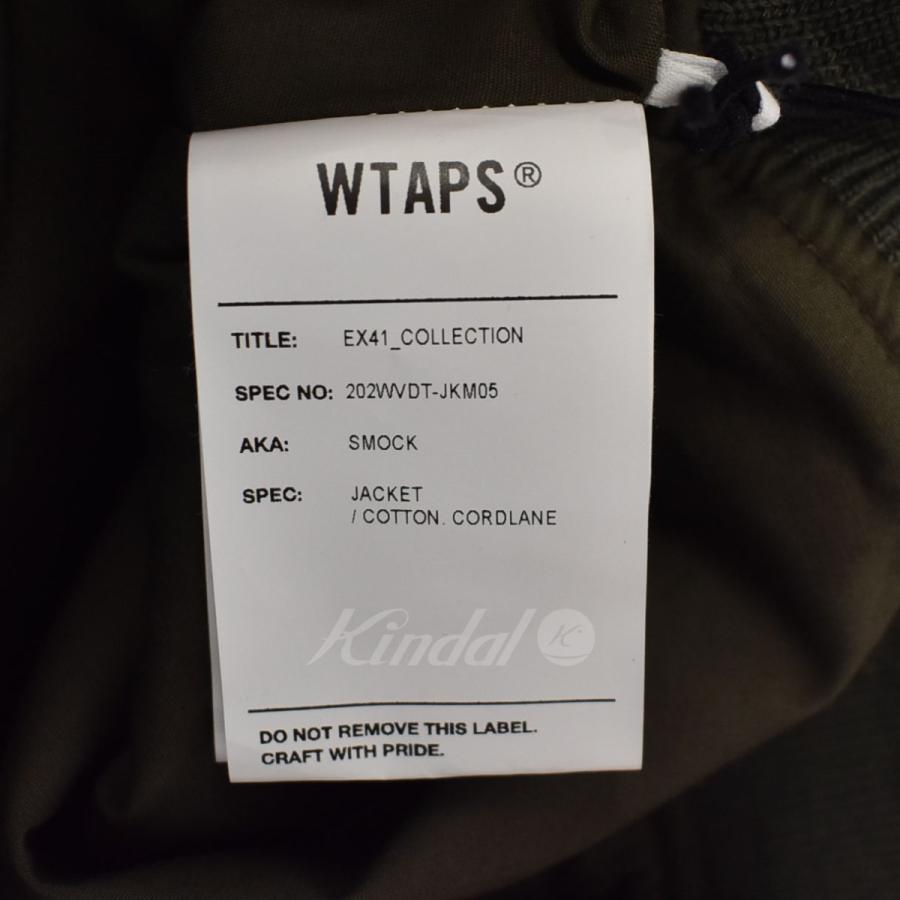 WTAPS®
TITLE: EX41_COLLECTION
SPEC NO: 202WVDT-JKM05
AKA: SMOCK
SPEC: JACKET
/ COTTON. CORDLANE
Kindal K
DO NOT REMOVE THIS LABEL.
CRAFT WITH PRIDE.